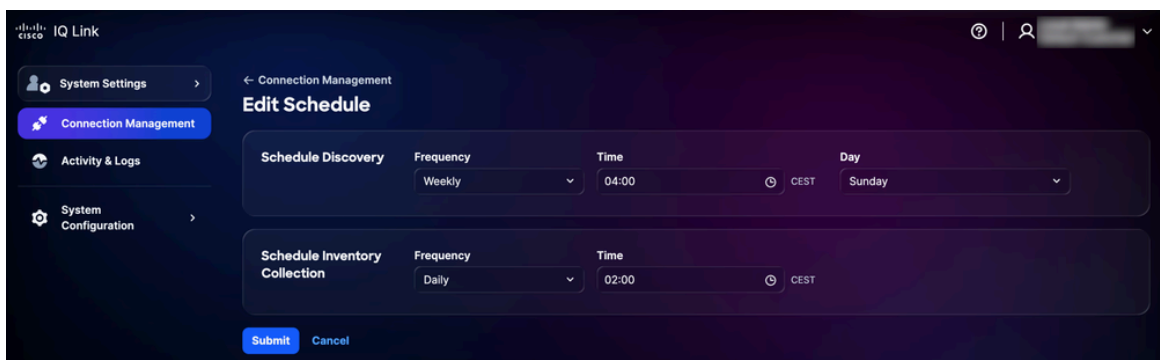 CISCO IQ Link
System Settings
Connection Management
Activity & Logs
System
Configuration
← Connection Management
Edit Schedule
Schedule Discovery
Frequency
Weekly
Time
04:00
CEST
Day
Sunday
Schedule Inventory
Collection
Frequency
Daily
Time
02:00
CEST
Submit
Cancel